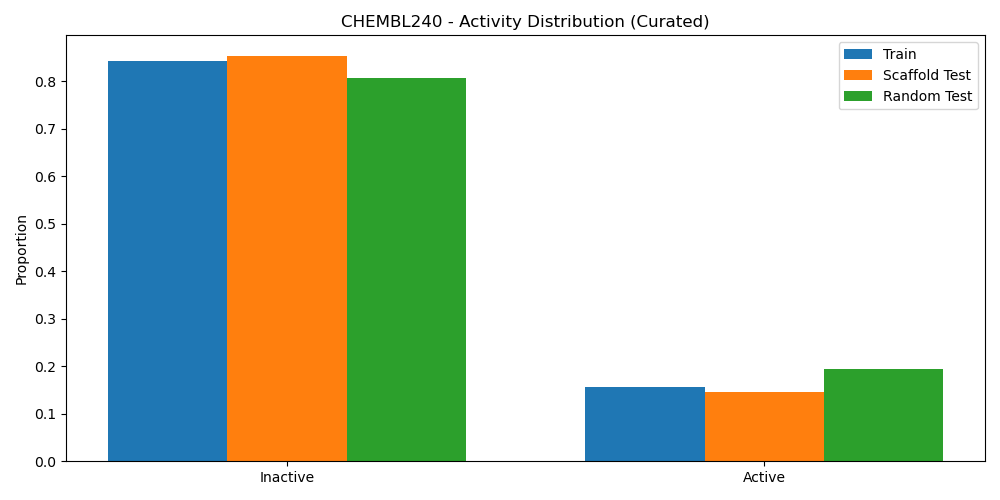 CHEMBL240 - Activity Distribution (Curated)
Train
Scaffold Test
Random Test
Proportion
0.8
0.7
0.6
0.5
0.4
0.3
0.2
0.1
0.0
Inactive
Active